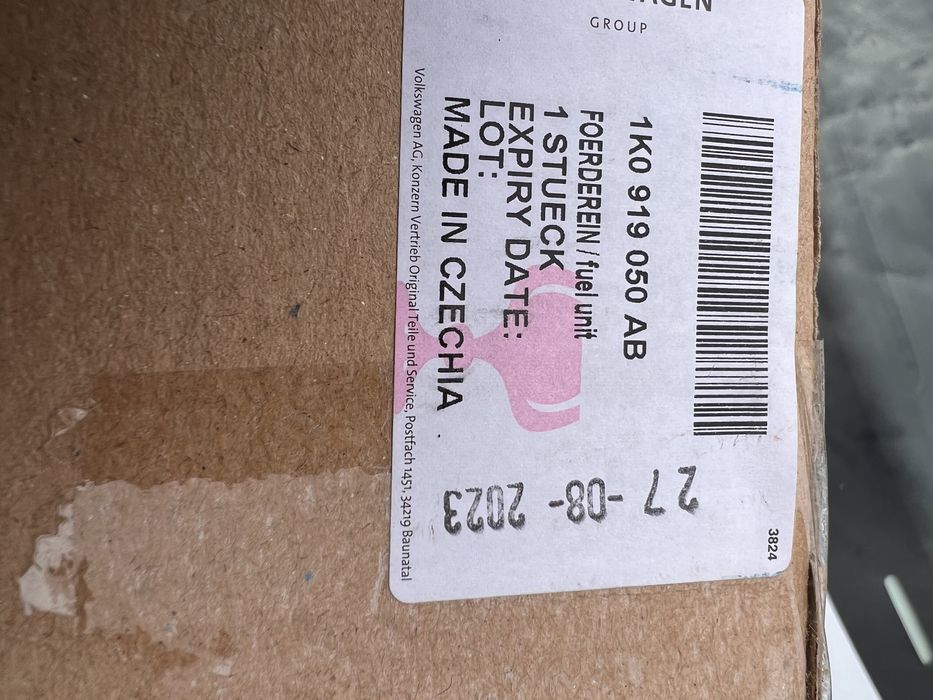 GROUP
1K0 919 050 AB
FOERDEREIN / fuel unit
1 STUECK
EXPIRY DATE:
LOT:
MADE IN CZECHIA
Volkswagen AG, Konzern Vertrieb Original Teile und Service, Postfach 1451, 34219 Baunatal
27 -08- 2023
3824